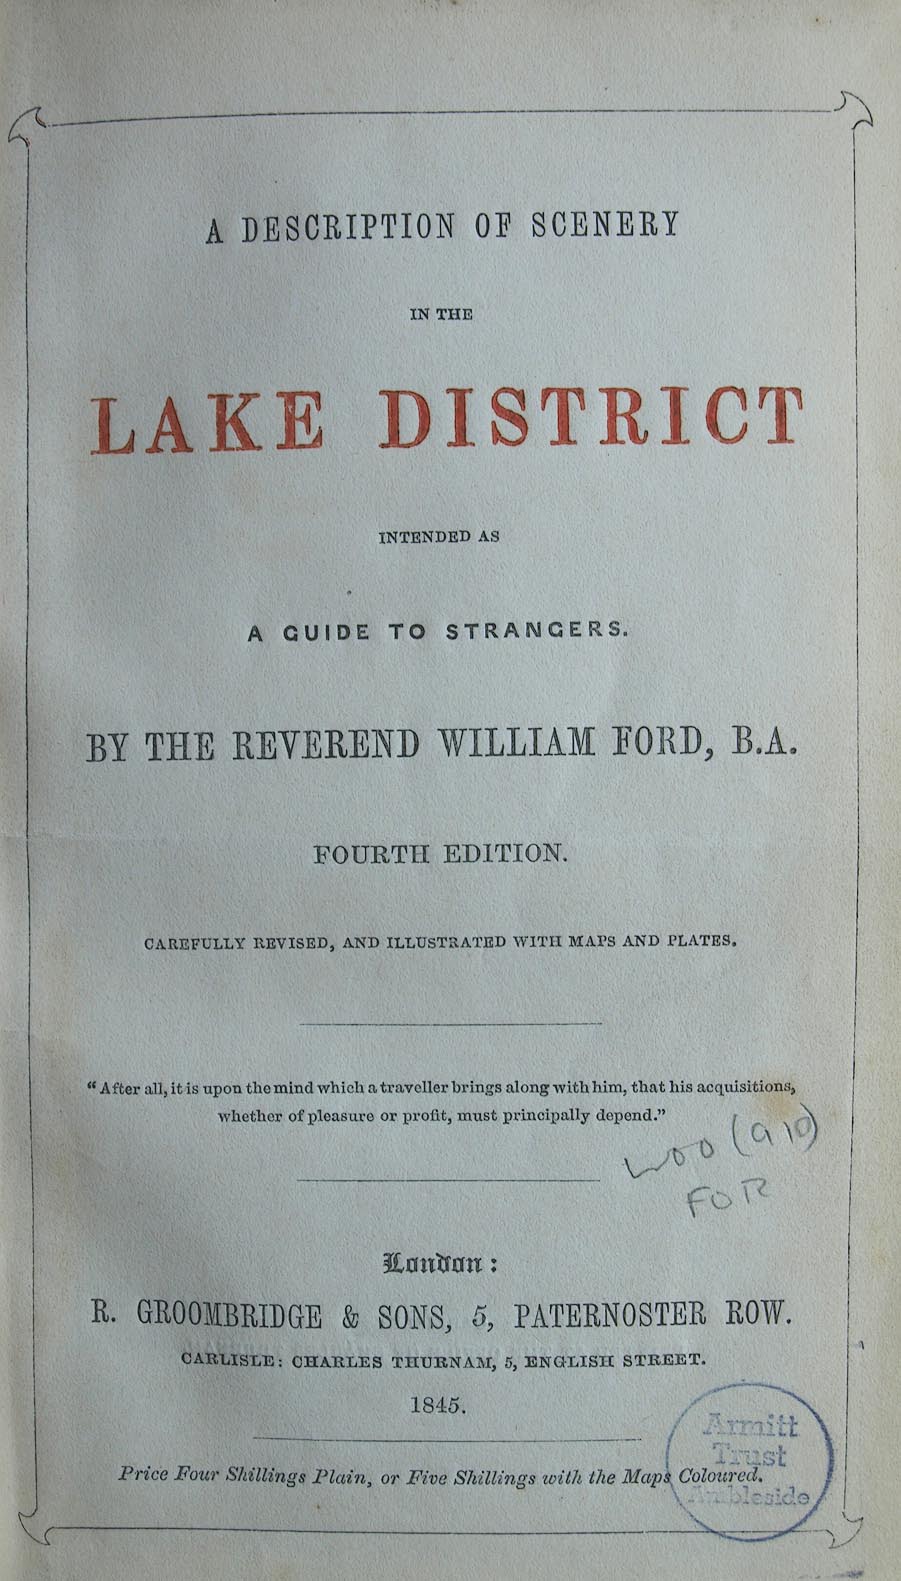 A DESCRIPTION OF SCENERY
IN THE
LAKE DISTRICT
INTENDED AS
A GUIDE TO STRANGERS.
BY THE REVEREND WILLIAM FORD, B.A.
FOURTH EDITION.
CAREFULLY REVISED, AND ILLUSTRATED WITH MAPS AND PLATES.
“After all, it is upon the mind which a traveller brings along with him, that his acquisitions,
whether of pleasure or profit, must principally depend.”
WOO (910)
FOR
London:
R. GROOMBRIDGE & SONS, 5, PATERNOSTER ROW.
CARLISLE: CHARLES THURNAM, 5, ENGLISH STREET.
1845.
Price Four Shillings Plain, or Five Shillings with the Maps Coloured.
Armitt
Trust
Ambleside